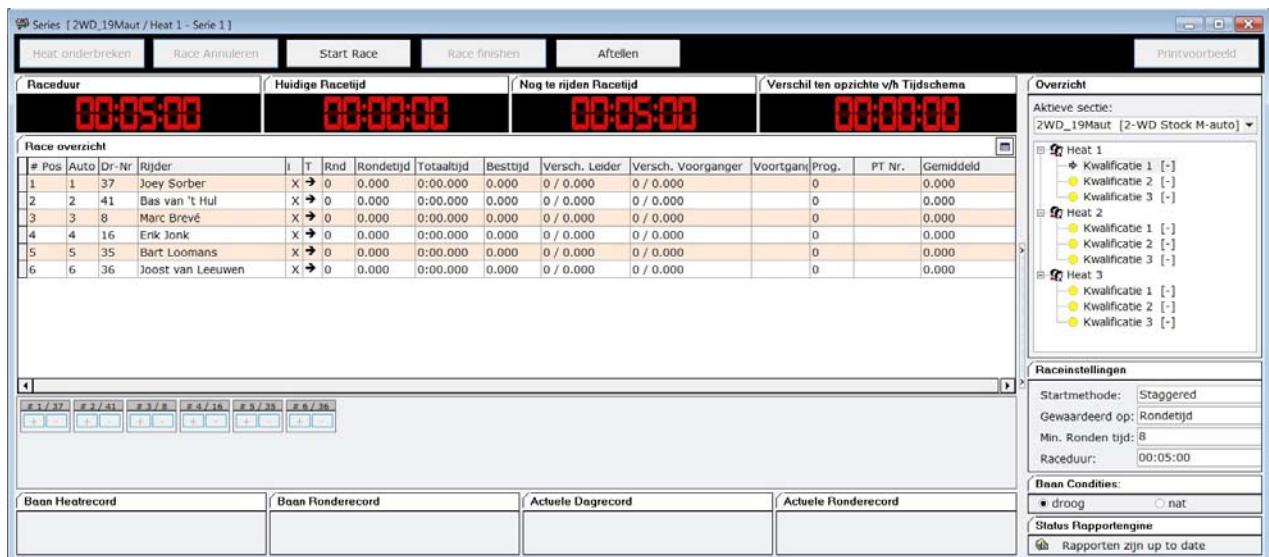 Series [ 2WD_19Maut / Heat 1 - Serie 1 ]
Heat onderbreken Race Annuleren Start Race Race finishen Aftellen Printvoorbeeld
Raceduur Huidige Racetijd Nog te rijden Racetijd Verschil ten opzichte v/h Tijdschema
00:05:00 00:00:00 00:05:00 00:00:00
Race overzicht
# Pos Auto Dr-Nr Rijder I T Rnd Rondetijd Totaaltijd Besttijd Versch. Leider Versch. Voorganger Voortgang Prog. PT Nr. Gemiddeld
1 1 37 Joey Sorber X ➔ 0 0.000 0:00.000 0.000 0 / 0.000 0 / 0.000 0 0.000
2 2 41 Bas van 't Hul X ➔ 0 0.000 0:00.000 0.000 0 / 0.000 0 / 0.000 0 0.000
3 3 8 Marc Brevé X ➔ 0 0.000 0:00.000 0.000 0 / 0.000 0 / 0.000 0 0.000
4 4 16 Erik Jonk X ➔ 0 0.000 0:00.000 0.000 0 / 0.000 0 / 0.000 0 0.000
5 5 35 Bart Loomans X ➔ 0 0.000 0:00.000 0.000 0 / 0.000 0 / 0.000 0 0.000
6 6 36 Joost van Leeuwen X ➔ 0 0.000 0:00.000 0.000 0 / 0.000 0 / 0.000 0 0.000
# 1 / 37 # 2 / 41 # 3 / 8 # 4 / 16 # 5 / 35 # 6 / 36
+ - + - + - + - + - + -
Baan Heatrecord Baan Ronderecord Actuele Dagrecord Actuele Ronderecord
Overzicht
Aktieve sectie:
2WD_19Maut [2-WD Stock M-auto]
Heat 1
Kwalificatie 1 [-]
Kwalificatie 2 [-]
Kwalificatie 3 [-]
Heat 2
Kwalificatie 1 [-]
Kwalificatie 2 [-]
Kwalificatie 3 [-]
Heat 3
Kwalificatie 1 [-]
Kwalificatie 2 [-]
Kwalificatie 3 [-]
Raceinstellingen
Startmethode: Staggered
Gewaardeerd op: Rondetijd
Min. Ronden tijd: 8
Raceduur: 00:05:00
Baan Condities:
droog nat
Status Rapportengine
Rapporten zijn up to date